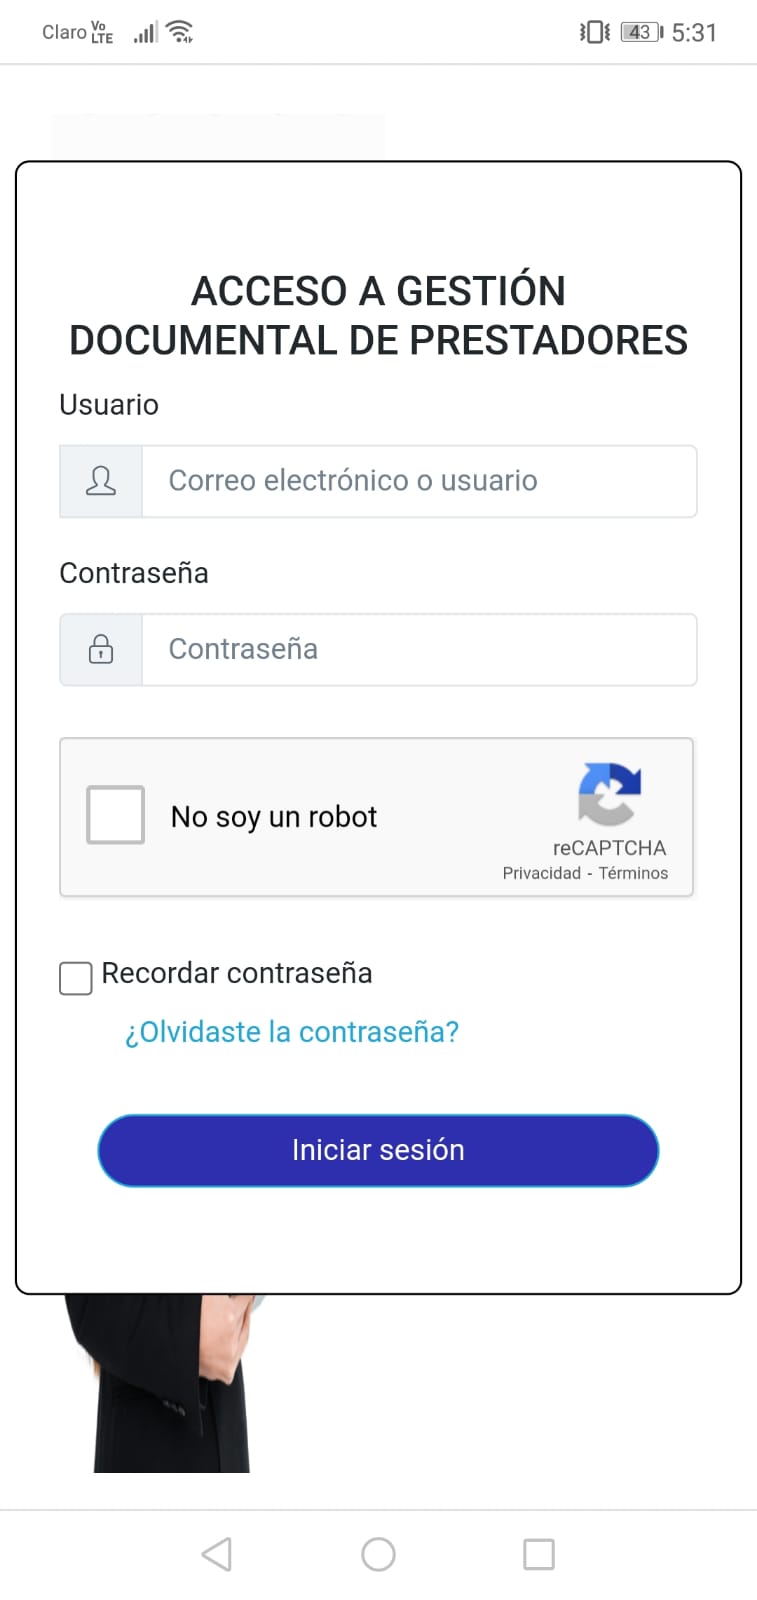 Claro Vo LTE 43 5:31
ACCESO A GESTIÓN
DOCUMENTAL DE PRESTADORES
Usuario
Correo electrónico o usuario
Contraseña
Contraseña
No soy un robot
reCAPTCHA
Privacidad - Términos
Recordar contraseña
¿Olvidaste la contraseña?
Iniciar sesión